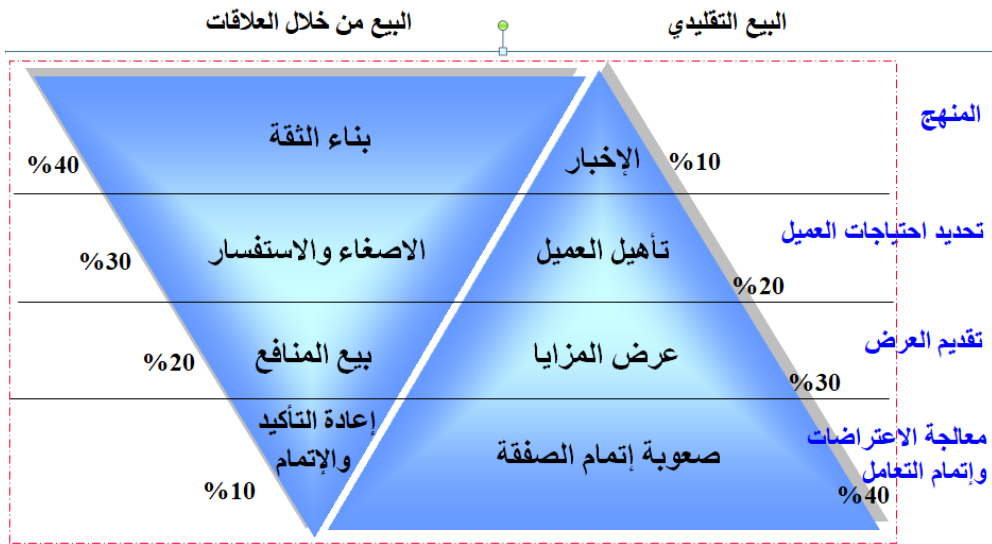 البيع التقليدي
البيع من خلال العلاقات
المنهج
الإخبار
%10
بناء الثقة
%40
تحديد احتياجات العميل
تأهيل العميل
%20
الاصغاء والاستفسار
%30
تقديم العرض
عرض المزايا
%30
بيع المنافع
%20
معالجة الاعتراضات
وإتمام التعامل
صعوبة إتمام الصفقة
%40
إعادة التأكيد
والإتمام
%10